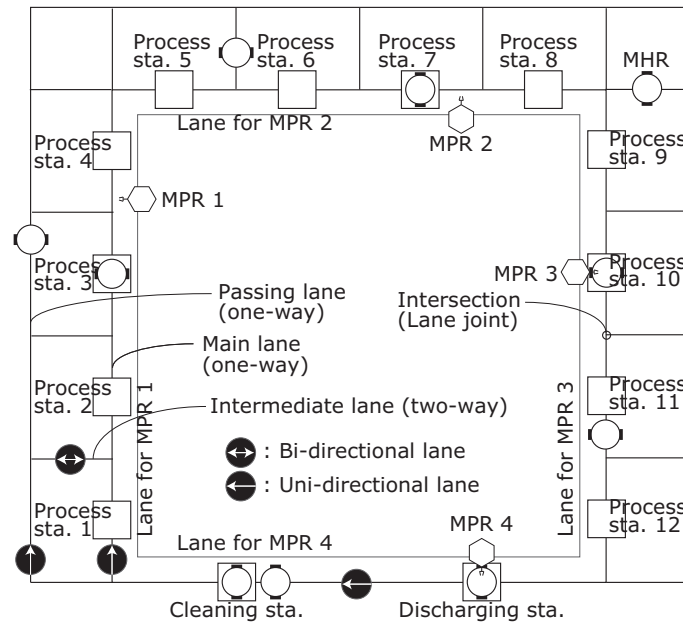 Process
sta. 5
Process
sta. 6
Process
sta. 7
Process
sta. 8
MHR
Lane for MPR 2
MPR 2
Process
sta. 4
Process
sta. 9
MPR 1
Process
sta. 3
MPR 3
Process
sta. 10
Passing lane
(one-way)
Intersection
(Lane joint)
Main lane
(one-way)
Process
sta. 2
Intermediate lane (two-way)
Process
sta. 11
Lane for MPR 1
Lane for MPR 3
: Bi-directional lane
: Uni-directional lane
Process
sta. 1
Process
sta. 12
MPR 4
Lane for MPR 4
Cleaning sta.
Discharging sta.